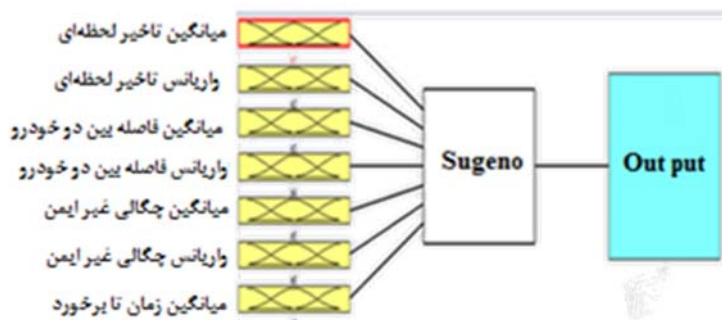 میانگین تاخیر لحظه‌ای
واریانس تاخیر لحظه‌ای
میانگین فاصله بین دو خودرو
واریانس فاصله بین دو خودرو
میانگین چگالی غیر ایمن
واریانس چگالی غیر ایمن
میانگین زمان تا برخورد
Sugeno
Out put